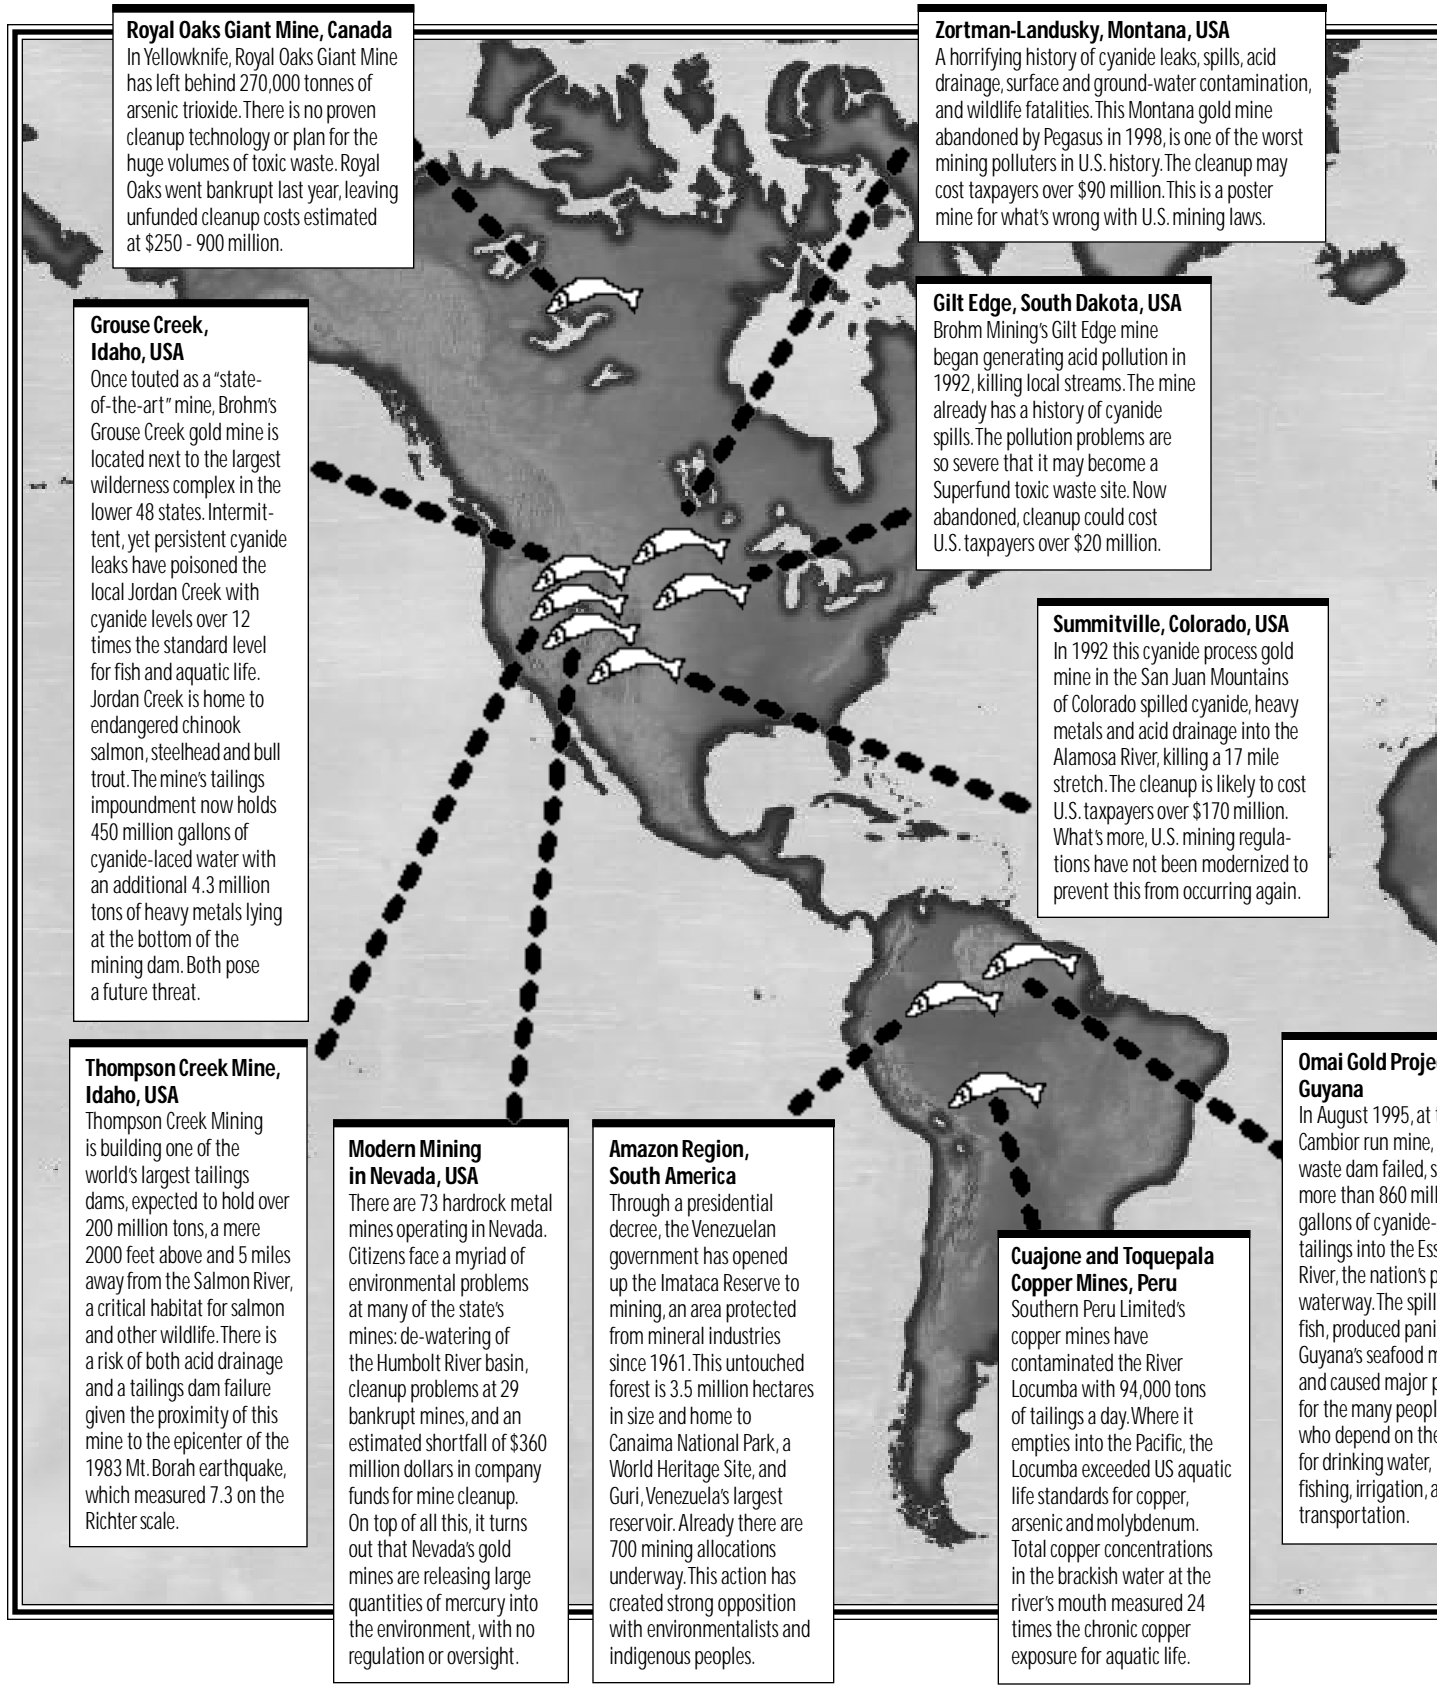 Royal Oaks Giant Mine, Canada
In Yellowknife, Royal Oaks Giant Mine
has left behind 270,000 tonnes of
arsenic trioxide. There is no proven
cleanup technology or plan for the
huge volumes of toxic waste. Royal
Oaks went bankrupt last year, leaving
unfunded cleanup costs estimated
at $250 - 900 million.
Zortman-Landusky, Montana, USA
A horrifying history of cyanide leaks, spills, acid
drainage, surface and ground-water contamination,
and wildlife fatalities. This Montana gold mine
abandoned by Pegasus in 1998, is one of the worst
mining polluters in U.S. history. The cleanup may
cost taxpayers over $90 million. This is a poster
mine for what's wrong with U.S. mining laws.
Grouse Creek,
Idaho, USA
Once touted as a "state-
of-the-art" mine, Brohm's
Grouse Creek gold mine is
located next to the largest
wilderness complex in the
lower 48 states. Intermit-
tent, yet persistent cyanide
leaks have poisoned the
local Jordan Creek with
cyanide levels over 12
times the standard level
for fish and aquatic life.
Jordan Creek is home to
endangered chinook
salmon, steelhead and bull
trout. The mine's tailings
impoundment now holds
450 million gallons of
cyanide-laced water with
an additional 4.3 million
tons of heavy metals lying
at the bottom of the
mining dam. Both pose
a future threat.
Gilt Edge, South Dakota, USA
Brohm Mining's Gilt Edge mine
began generating acid pollution in
1992, killing local streams. The mine
already has a history of cyanide
spills. The pollution problems are
so severe that it may become a
Superfund toxic waste site. Now
abandoned, cleanup could cost
U.S. taxpayers over $20 million.
Summitville, Colorado, USA
In 1992 this cyanide process gold
mine in the San Juan Mountains
of Colorado spilled cyanide, heavy
metals and acid drainage into the
Alamosa River, killing a 17 mile
stretch. The cleanup is likely to cost
U.S. taxpayers over $170 million.
What's more, U.S. mining regula-
tions have not been modernized to
prevent this from occurring again.
Thompson Creek Mine,
Idaho, USA
Thompson Creek Mining
is building one of the
world's largest tailings
dams, expected to hold over
200 million tons, a mere
2000 feet above and 5 miles
away from the Salmon River,
a critical habitat for salmon
and other wildlife. There is
a risk of both acid drainage
and a tailings dam failure
given the proximity of this
mine to the epicenter of the
1983 Mt. Borah earthquake,
which measured 7.3 on the
Richter scale.
Modern Mining
in Nevada, USA
There are 73 hardrock metal
mines operating in Nevada.
Citizens face a myriad of
environmental problems
at many of the state's
mines: de-watering of
the Humbolt River basin,
cleanup problems at 29
bankrupt mines, and an
estimated shortfall of $360
million dollars in company
funds for mine cleanup.
On top of all this, it turns
out that Nevada's gold
mines are releasing large
quantities of mercury into
the environment, with no
regulation or oversight.
Amazon Region,
South America
Through a presidential
decree, the Venezuelan
government has opened
up the Imataca Reserve to
mining, an area protected
from mineral industries
since 1961. This untouched
forest is 3.5 million hectares
in size and home to
Canaima National Park, a
World Heritage Site, and
Guri, Venezuela's largest
reservoir. Already there are
700 mining allocations
underway. This action has
created strong opposition
with environmentalists and
indigenous peoples.
Cuajone and Toquepala
Copper Mines, Peru
Southern Peru Limited's
copper mines have
contaminated the River
Locumba with 94,000 tons
of tailings a day. Where it
empties into the Pacific, the
Locumba exceeded US aquatic
life standards for copper,
arsenic and molybdenum.
Total copper concentrations
in the brackish water at the
river's mouth measured 24
times the chronic copper
exposure for aquatic life.
Omai Gold
Guyana
In August 1995, at
Cambior run mine,
waste dam failed,
more than 860
gallons of cyanide-
tailings into the
River, the nation's
waterway. The spill
fish, produced
Guyana's seafood
and caused major
for the many
who depend on
for drinking water,
fishing, irrigation,
transportation.